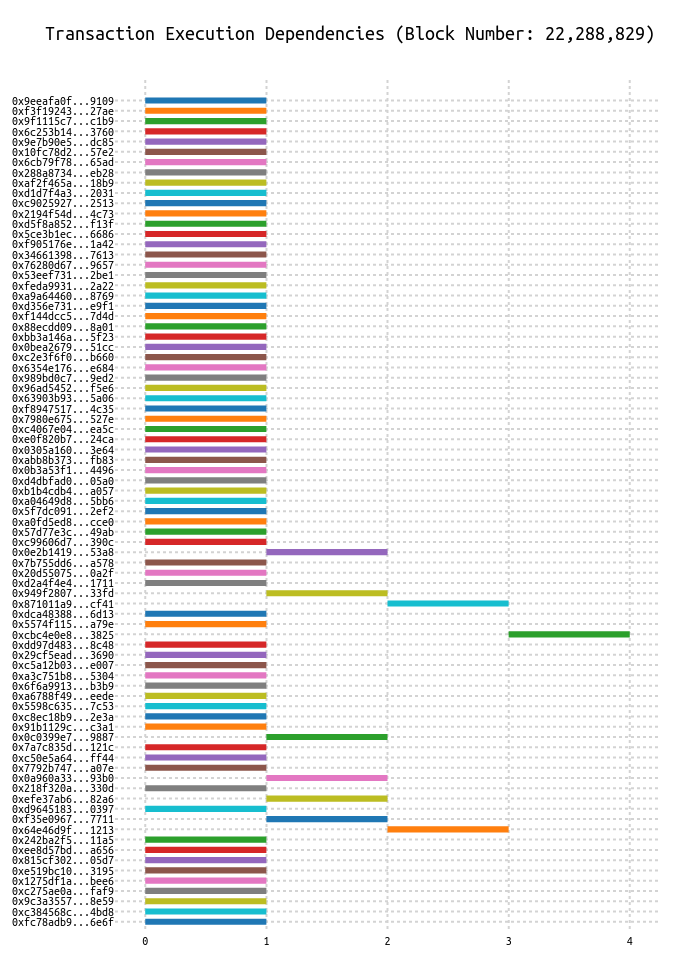 Transaction Execution Dependencies (Block Number: 22,288,829)
0x9eeafa0f...9109
0xf3f19243...27ae
0x9f1115c7...c1b9
0x6c253b14...3760
0x9e7b90e5...dc85
0x10fc78d2...57e2
0x6cb79f78...65ad
0x288a8734...eb28
0xaf2f465a...18b9
0xd1d7f4a3...2031
0xc9025927...2513
0x2194f54d...4c73
0xd5f8a852...f13f
0x5ce3b1ec...6686
0xf905176e...1a42
0x34661398...7613
0x76280d67...9657
0x53eef731...2be1
0xfeda9931...2a22
0xa9a64460...8769
0xd356e731...e9f1
0xf144dcc5...7d4d
0x88ecdd09...8a01
0xbb3a146a...5f23
0x0bea2679...51cc
0xc2e3f6f0...b660
0x6354e176...e684
0x989bd0c7...9ed2
0x96ad5452...f5e6
0x63903b93...5a06
0xf8947517...4c35
0x7980e675...527e
0xc4067e04...ea5c
0xe0f820b7...24ca
0x0305a160...3e64
0xabb8b373...fb83
0x0b3a53f1...4496
0xd4dbfad0...05a0
0xb1b4cdb4...a057
0xa04649d8...5bb6
0x5f7dc091...2ef2
0xa0fd5ed8...cce0
0x57d77e3c...49ab
0xc99606d7...390c
0x0e2b1419...53a8
0x7b755dd6...a578
0x20d55075...0a2f
0xd2a4f4e4...1711
0x949f2807...33fd
0x871011a9...cf41
0xdca48388...6d13
0x5574f115...a79e
0xcbc4e0e8...3825
0xdd97d483...8c48
0x29cf5ead...3690
0xc5a12b03...e007
0xa3c751b8...5304
0x6f6a9913...b3b9
0xa6788f49...eede
0x5598c635...7c53
0xc8ec18b9...2e3a
0x91b1129c...c3a1
0x0c0399e7...9887
0x7a7c835d...121c
0xc50e5a64...ff44
0x7792b747...a07e
0x0a960a33...93b0
0x218f320a...330d
0xefe37ab6...82a6
0xd9645183...0397
0xf35e0967...7711
0x64e46d9f...1213
0x242ba2f5...11a5
0xee8d57bd...a656
0x815cf302...05d7
0xe519bc10...3195
0x1275df1a...bee6
0xc275ae0a...faf9
0x9c3a3557...8e59
0xc384568c...4bd8
0xfc78adb9...6e6f
0 1 2 3 4